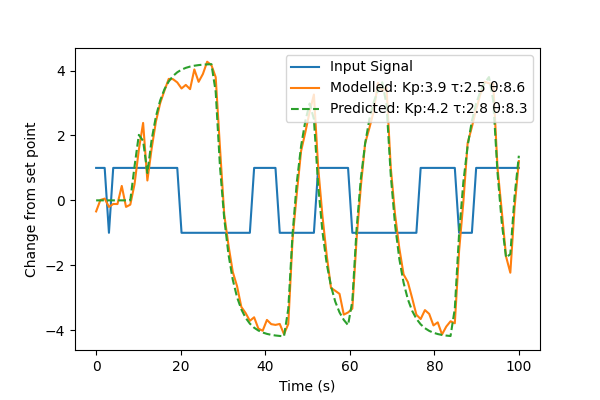 Input Signal
Modelled: Kp:3.9 τ:2.5 θ:8.6
Predicted: Kp:4.2 τ:2.8 θ:8.3
Change from set point
4
2
0
−2
−4
0 20 40 60 80 100
Time (s)